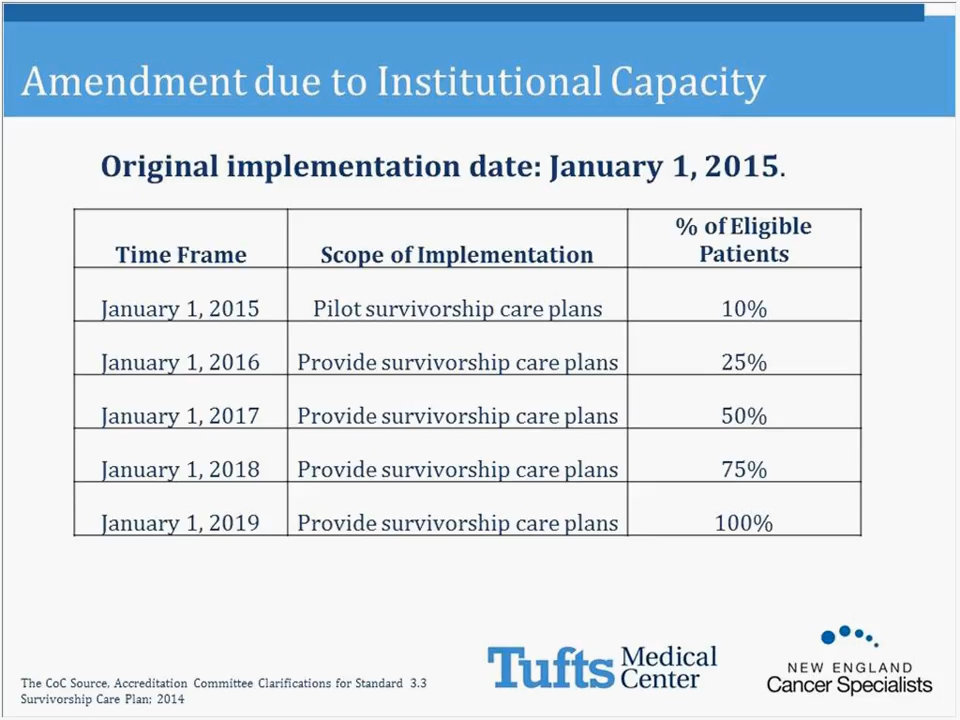 Amendment due to Institutional Capacity
Original implementation date: January 1, 2015.
Time Frame Scope of Implementation % of Eligible Patients
January 1, 2015 Pilot survivorship care plans 10%
January 1, 2016 Provide survivorship care plans 25%
January 1, 2017 Provide survivorship care plans 50%
January 1, 2018 Provide survivorship care plans 75%
January 1, 2019 Provide survivorship care plans 100%
The CoC Source, Accreditation Committee Clarifications for Standard 3.3
Survivorship Care Plan; 2014
Tufts Medical Center
NEW ENGLAND
Cancer Specialists